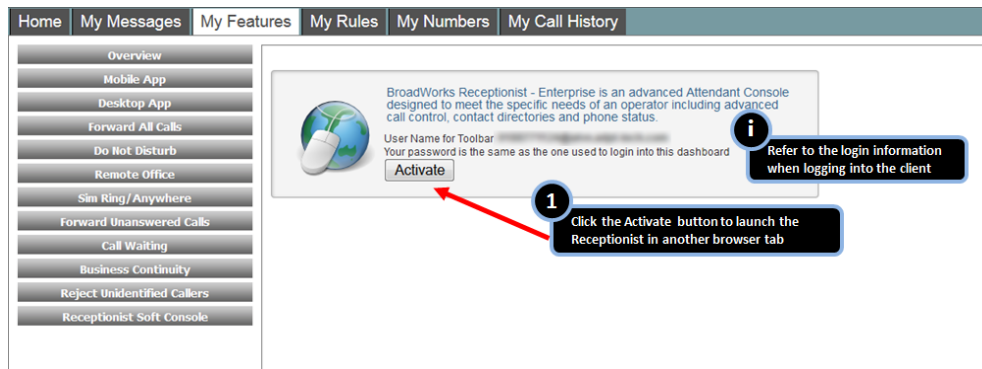 Home My Messages My Features My Rules My Numbers My Call History
Overview
Mobile App
Desktop App
Forward All Calls
Do Not Disturb
Remote Office
Sim Ring/Anywhere
Forward Unanswered Calls
Call Waiting
Business Continuity
Reject Unidentified Callers
Receptionist Soft Console
BroadWorks Receptionist - Enterprise is an advanced Attendant Console
designed to meet the specific needs of an operator including advanced
call control, contact directories and phone status.
User Name for Toolbar
Your password is the same as the one used to login into this dashboard
Activate
i
Refer to the login information
when logging into the client
1
Click the Activate button to launch the
Receptionist in another browser tab